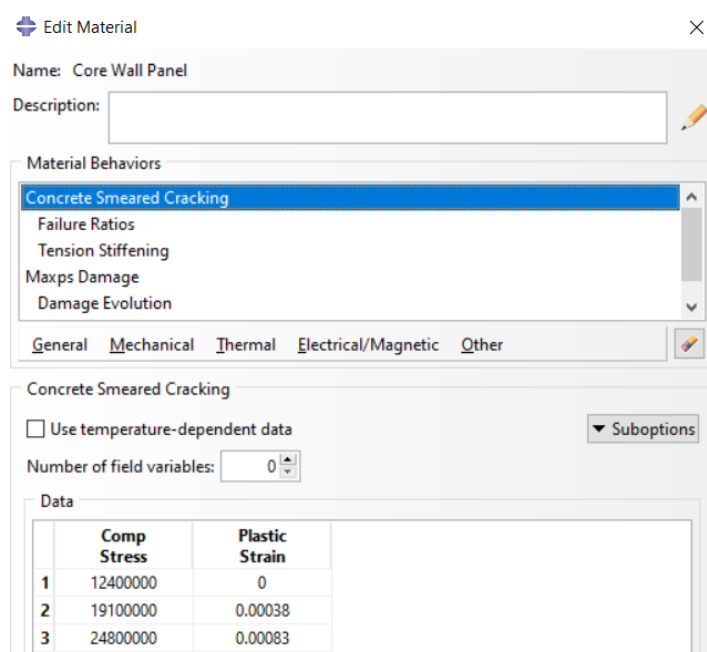 Edit Material
Name: Core Wall Panel
Description:
Material Behaviors
Concrete Smeared Cracking
Failure Ratios
Tension Stiffening
Maxps Damage
Damage Evolution
General Mechanical Thermal Electrical/Magnetic Other
Concrete Smeared Cracking
Use temperature-dependent data
Suboptions
Number of field variables: 0
Data
Comp Plastic
Stress Strain
1 12400000 0
2 19100000 0.00038
3 24800000 0.00083